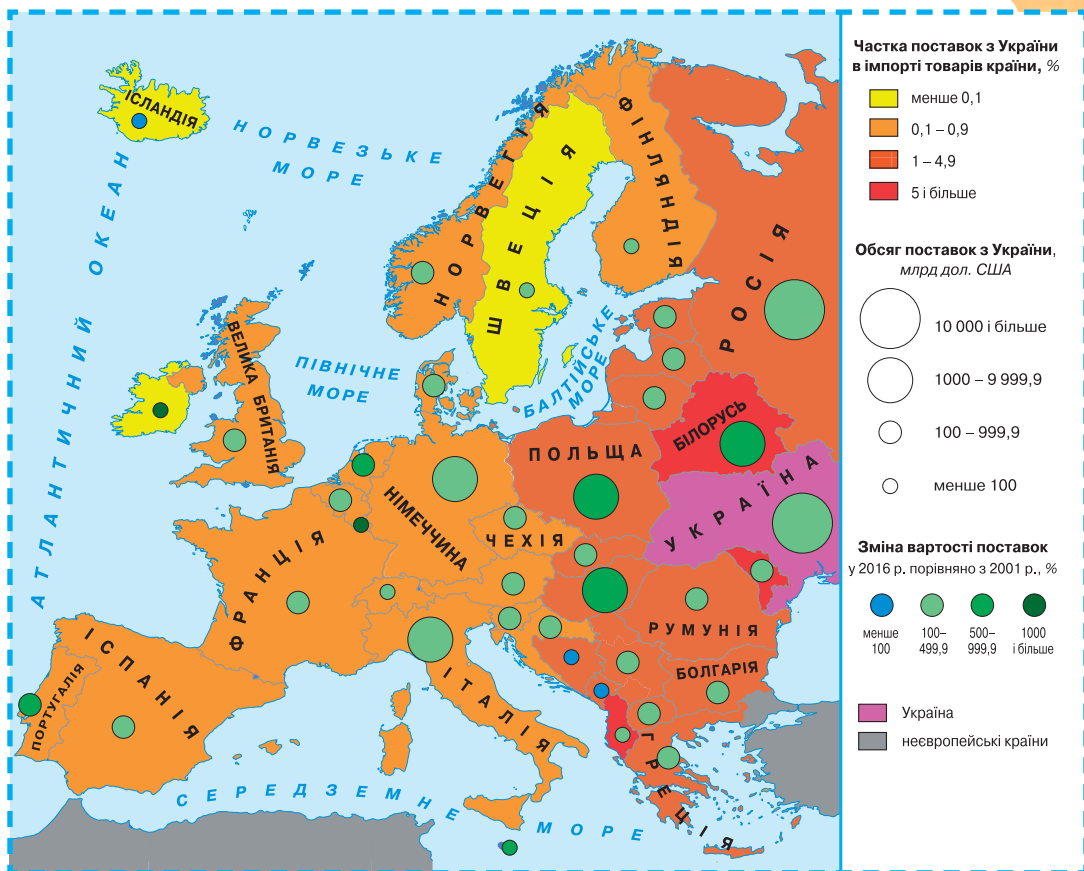 ІСЛАНДІЯ
НОРВЕЗЬКЕ
МОРЕ
АТЛАНТИЧНИЙ ОКЕАН
НОРВЕГІЯ
ШВЕЦІЯ
ФІНЛЯНДІЯ
РОСІЯ
ВЕЛИКА БРИТАНІЯ
ПІВНІЧНЕ
МОРЕ
БАЛТІЙСЬКЕ
МОРЕ
БІЛОРУСЬ
ПОЛЬЩА
УКРАЇНА
НІМЕЧЧИНА
ЧЕХІЯ
ФРАНЦІЯ
РУМУНІЯ
БОЛГАРІЯ
ІСПАНІЯ
ПОРТУГАЛІЯ
ІТАЛІЯ
ГРЕЦІЯ
СЕРЕДЗЕМНЕ МОРЕ
Частка поставок з України
в імпорті товарів країни, %
менше 0,1
0,1 – 0,9
1 – 4,9
5 і більше
Обсяг поставок з України,
млрд дол. США
10 000 і більше
1000 – 9 999,9
100 – 999,9
менше 100
Зміна вартості поставок
у 2016 р. порівняно з 2001 р., %
менше 100
100–499,9
500–999,9
1000 і більше
Україна
неєвропейські країни